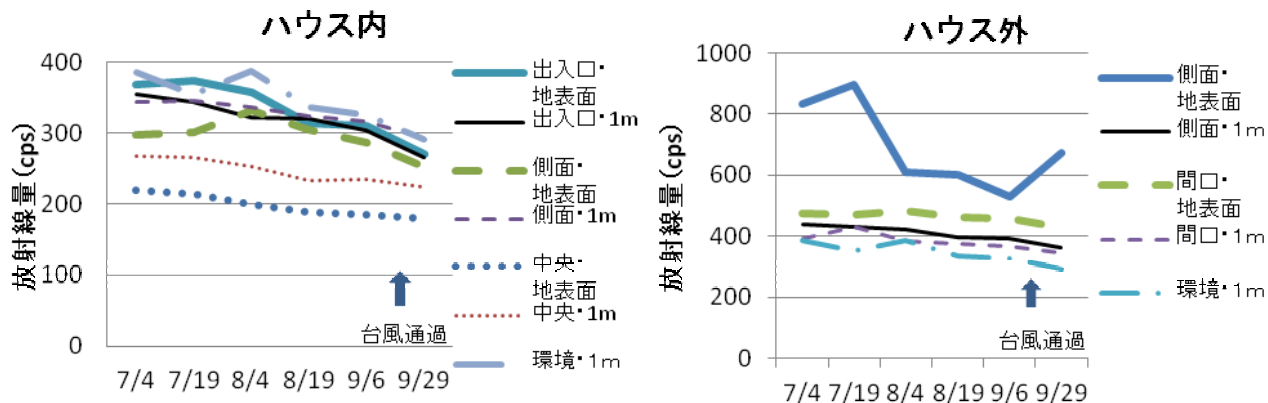 ハウス内
放射線量(cps)
400
300
200
100
0
7/4 7/19 8/4 8/19 9/6 9/29
台風通過
出入口・
地表面
出入口・1m
側面・
地表面
側面・1m
中央・
地表面
中央・1m
環境・1m
ハウス外
放射線量(cps)
1000
800
600
400
200
0
7/4 7/19 8/4 8/19 9/6 9/29
台風通過
側面・
地表面
側面・1m
間口・
地表面
間口・1m
環境・1m